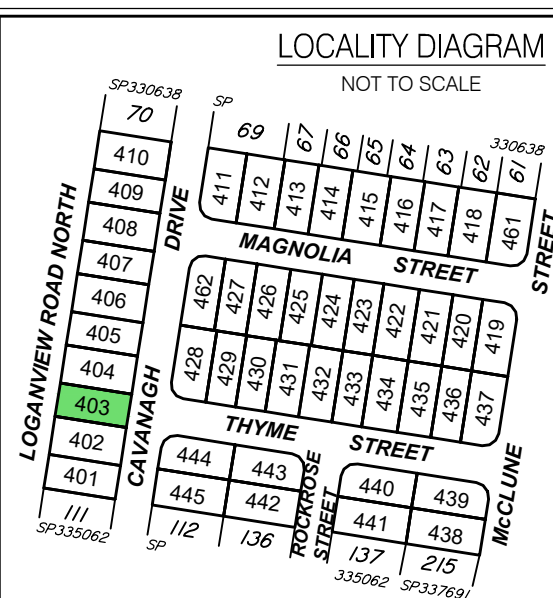 LOCALITY DIAGRAM
NOT TO SCALE
SP330638
70
410
409
408
407
406
405
404
403
402
401
111
SP335062
LOGANVIEW ROAD NORTH
CAVANAGH DRIVE
SP 330638
69 67 66 65 64 63 62 61
411 412 413 414 415 416 417 418 461
MAGNOLIA STREET
462 427 426 425 424 423 422 421 420 419
428 429 430 431 432 433 434 435 436 437
THYME STREET
McCLUNE STREET
444 443
445 442
112 136
SP
ROCKROSE STREET
440 439
441 438
137 215
335062 SP337691